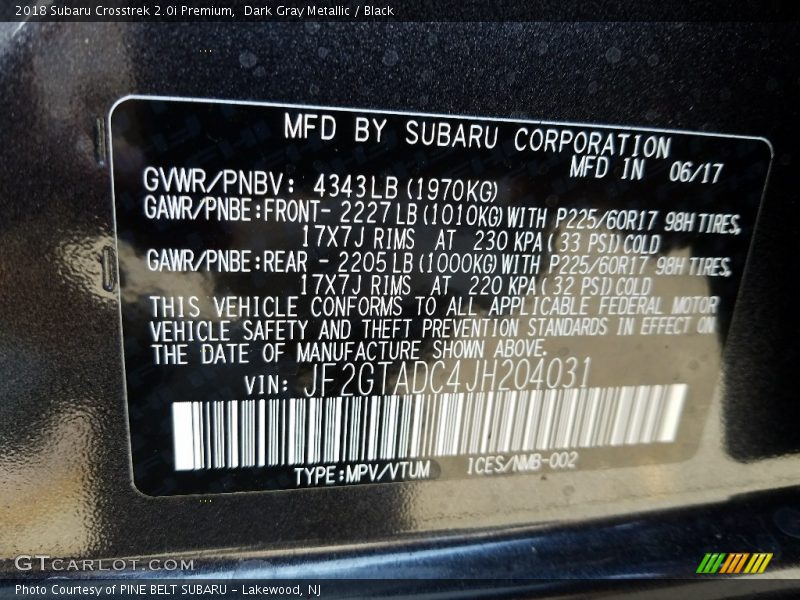 2018 Subaru Crosstrek 2.0i Premium,  Dark Gray Metallic / Black
MFD BY SUBARU CORPORATION
MFD IN 06/17
GVWR/PNBV: 4343LB(1970KG)
GAWR/PNBE:FRONT- 2227LB(1010KG)WITH P225/60R17 98H TIRES,
17X7J RIMS AT 230 KPA(33 PSI)COLD
GAWR/PNBE:REAR - 2205LB(1000KG)WITH P225/60R17 98H TIRES,
17X7J RIMS AT 220 KPA(32 PSI)COLD
THIS VEHICLE CONFORMS TO ALL APPLICABLE FEDERAL MOTOR
VEHICLE SAFETY AND THEFT PREVENTION STANDARDS IN EFFECT ON
THE DATE OF MANUFACTURE SHOWN ABOVE.
VIN: JF2GTADC4JH204031
TYPE:MPV/VTUM ICES/NMB-002
GTCARLOT.COM
Photo Courtesy of PINE BELT SUBARU - Lakewood, NJ